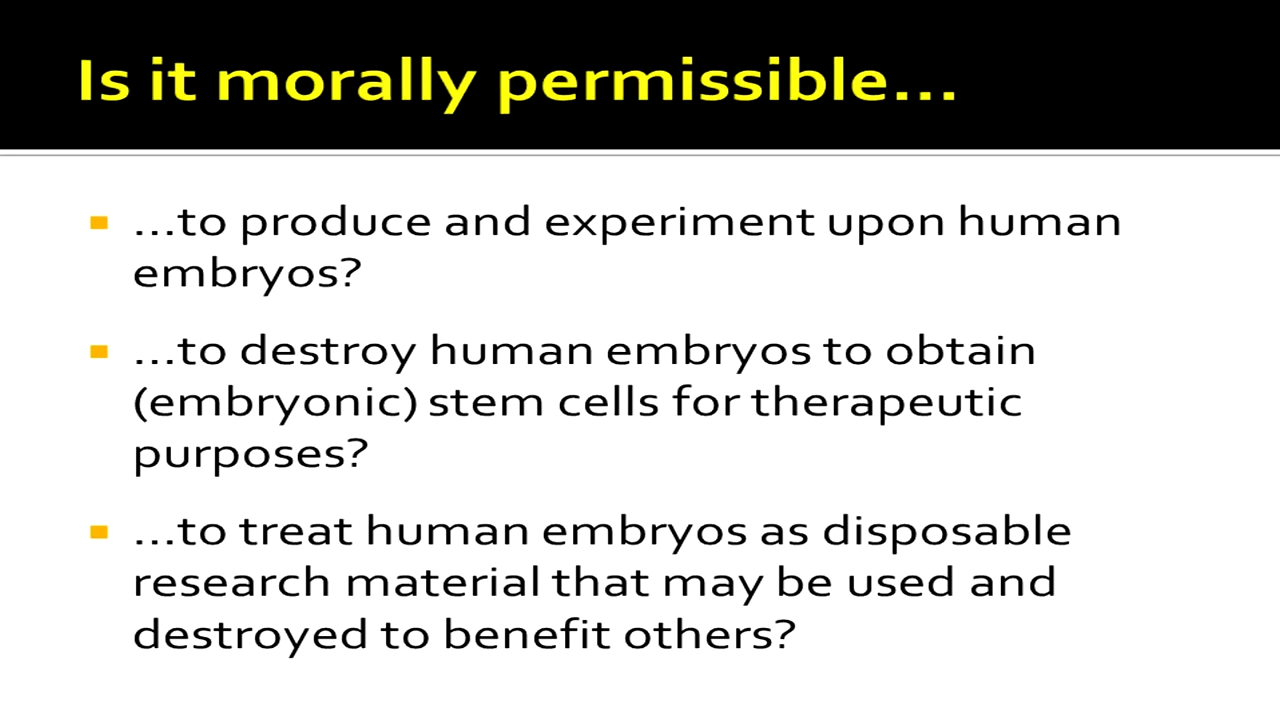 Is it morally permissible...
...to produce and experiment upon human
embryos?
...to destroy human embryos to obtain
(embryonic) stem cells for therapeutic
purposes?
...to treat human embryos as disposable
research material that may be used and
destroyed to benefit others?